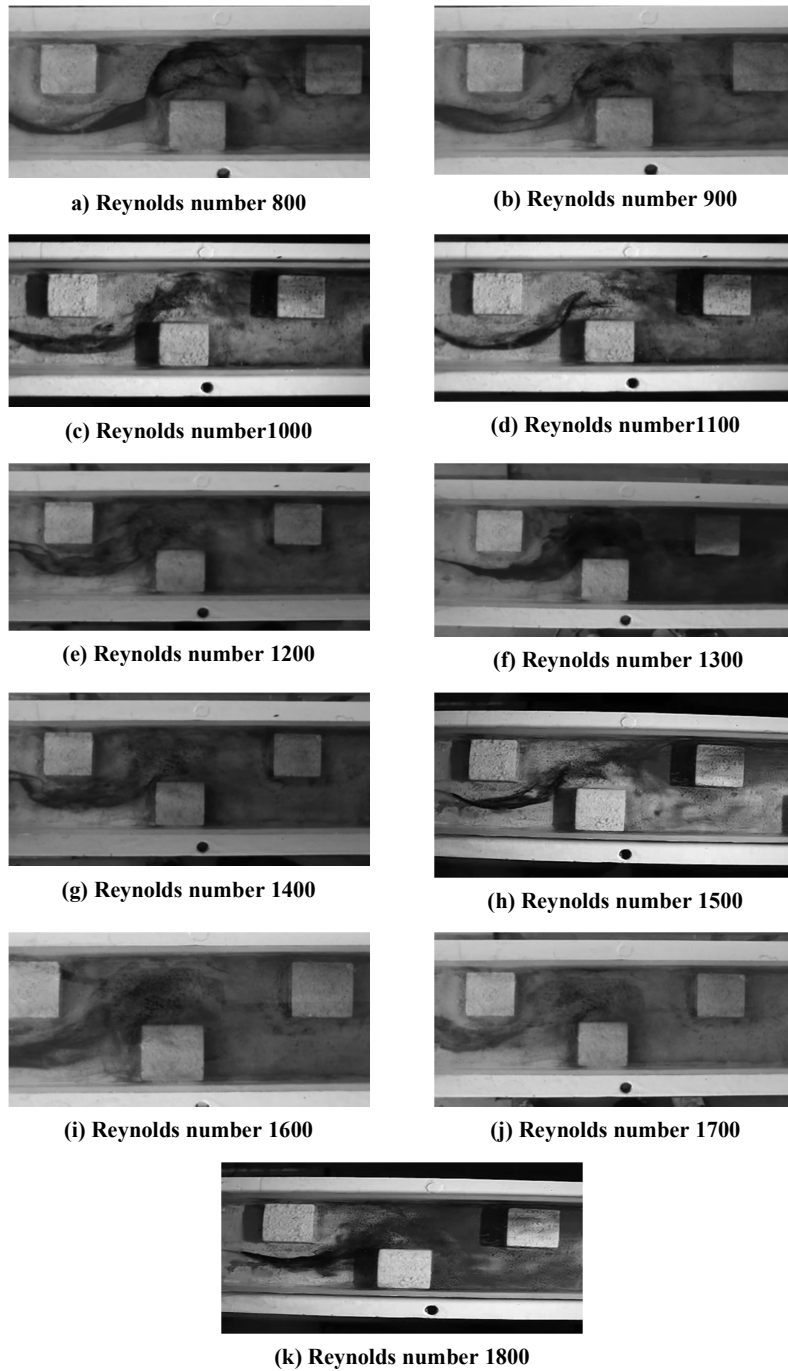 a) Reynolds number 800
(b) Reynolds number 900
(c) Reynolds number1000
(d) Reynolds number1100
(e) Reynolds number 1200
(f) Reynolds number 1300
(g) Reynolds number 1400
(h) Reynolds number 1500
(i) Reynolds number 1600
(j) Reynolds number 1700
(k) Reynolds number 1800